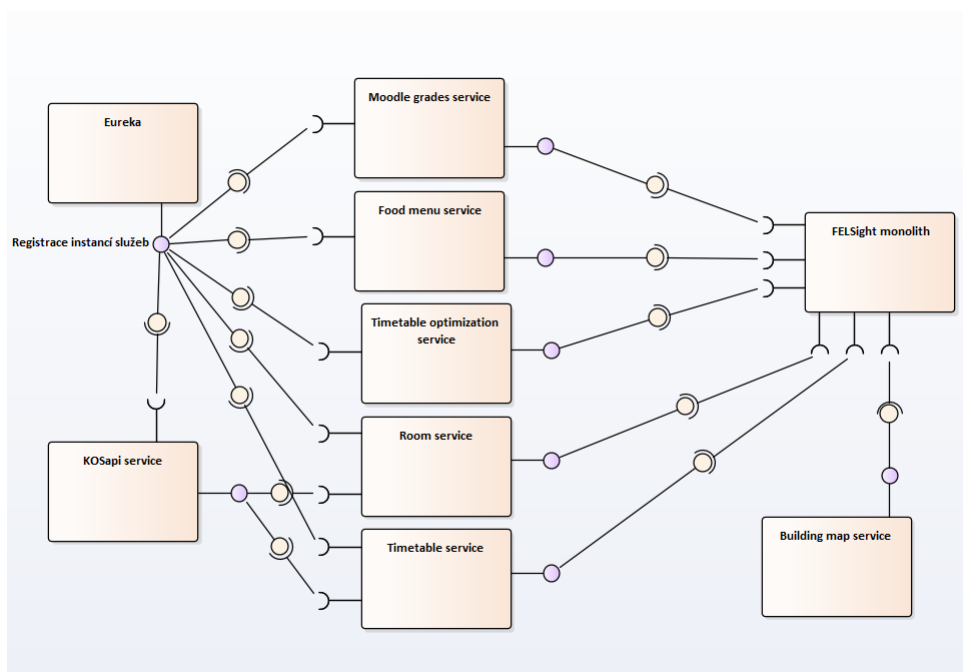 Moodle grades service
Eureka
Food menu service
FELSight monolith
Registrace instancí služeb
Timetable optimization
service
Room service
KOSapi service
Timetable service
Building map service